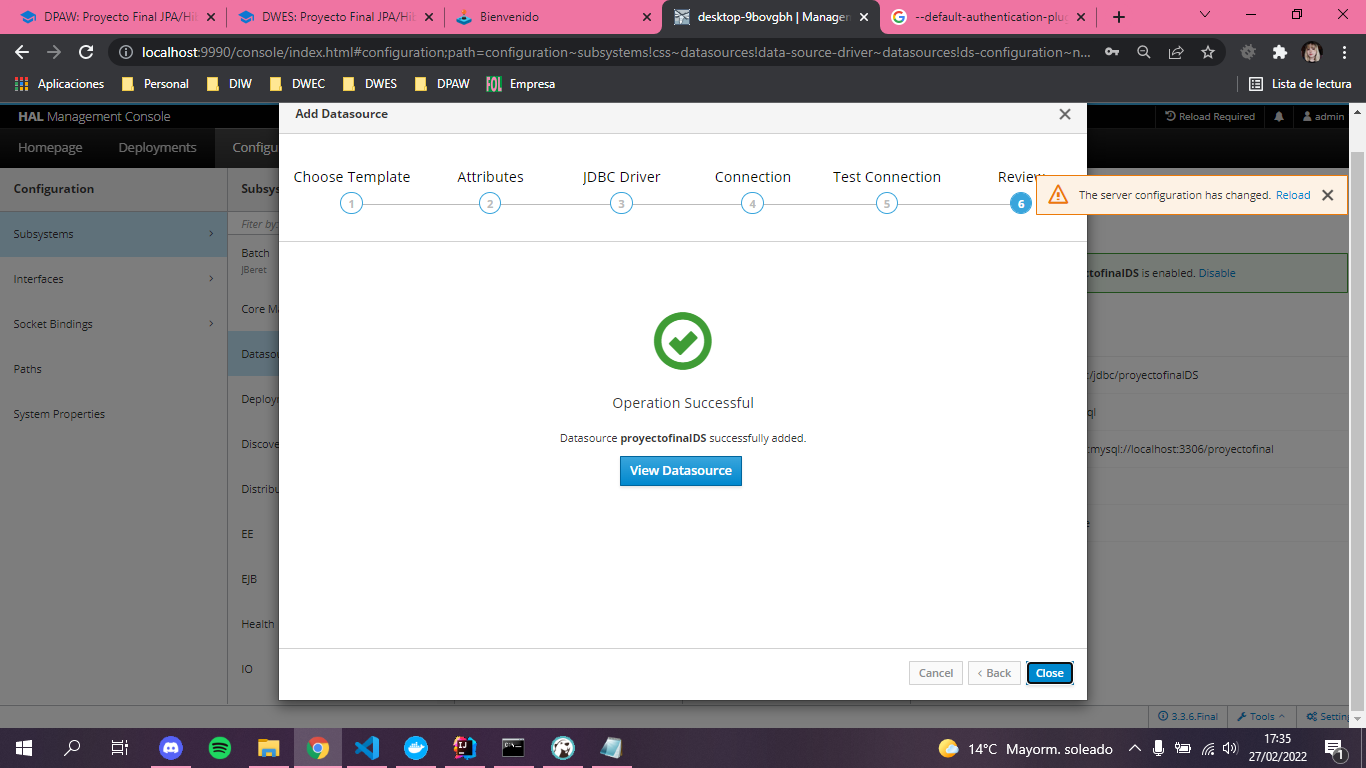 DPAW: Proyecto Final JPA/Hi
DWES: Proyecto Final JPA/Hi
Bienvenido
desktop-9bovgbh | Manage
--default-authentication-plu
localhost:9990/console/index.html#configuration;path=configuration~subsystems!css~datasources!data-source-driver~datasources!ds-configuration~n...
Aplicaciones
Personal
DIW
DWEC
DWES
DPAW
FOL
Empresa
Lista de lectura
HAL Management Console
Reload Required
admin
Homepage
Deployments
Configu
Add Datasource
Configuration
Subsys
Subsystems
Interfaces
Socket Bindings
Paths
System Properties
Filter by:
Batch
JBeret
Core Ma
Datasou
Deploym
Discove
Distribu
EE
EJB
Health
IO
Choose Template
Attributes
JDBC Driver
Connection
Test Connection
Review
1
2
3
4
5
6
The server configuration has changed. Reload
tofinalDS is enabled. Disable
:/jdbc/proyectofinalDS
ql
:mysql://localhost:3306/proyectofinal
e
Operation Successful
Datasource proyectofinalDS successfully added.
View Datasource
Cancel
‹ Back
Close
3.3.6.Final
Tools
Setting
14°C Mayorm. soleado
17:35
27/02/2022
1